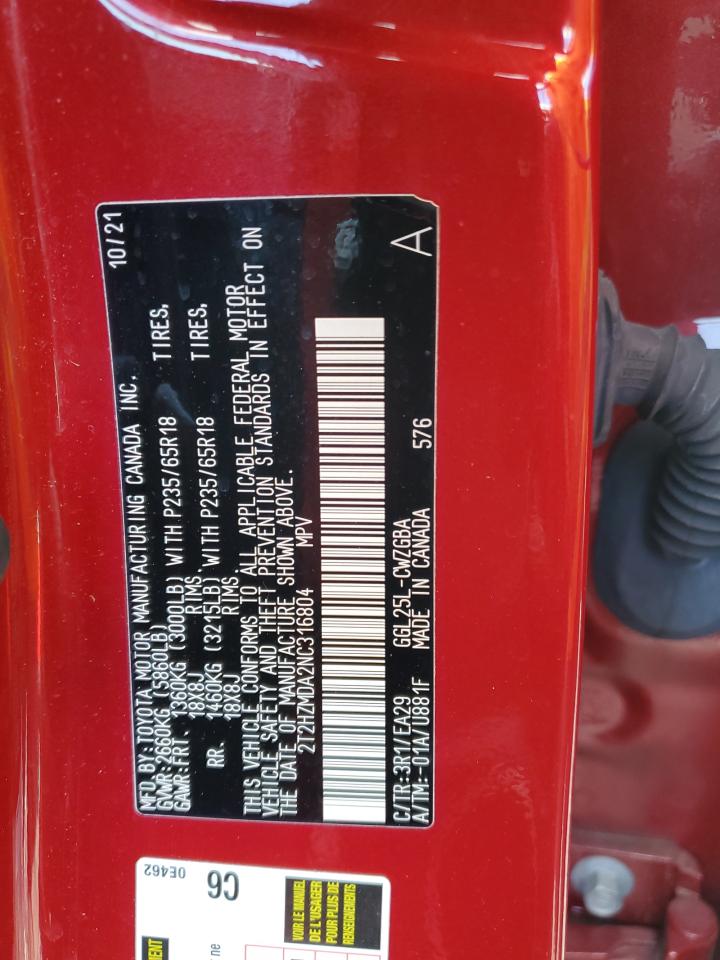 MFD.BY:TOYOTA MOTOR MANUFACTURING CANADA INC. 10/21
GVWR:2660KG (5860LB)
GAWR:FRT. 1360KG (3000LB) WITH P235/65R18 TIRES,
18X8J RIMS
RR. 1460KG (3215LB) WITH P235/65R18 TIRES,
18X8J RIMS
THIS VEHICLE CONFORMS TO ALL APPLICABLE FEDERAL MOTOR
VEHICLE SAFETY AND THEFT PREVENTION STANDARDS IN EFFECT ON
THE DATE OF MANUFACTURE SHOWN ABOVE.
2T2HZMDA2NC316804 MPV
C/TR:3R1/EA29 GGL25L-CWZGBA
A/TM:-01A/U881F MADE IN CANADA 576 A
0E462
C6
VOIR LE MANUEL
DE L'USAGER
POUR PLUS DE
RENSEIGNEMENTS